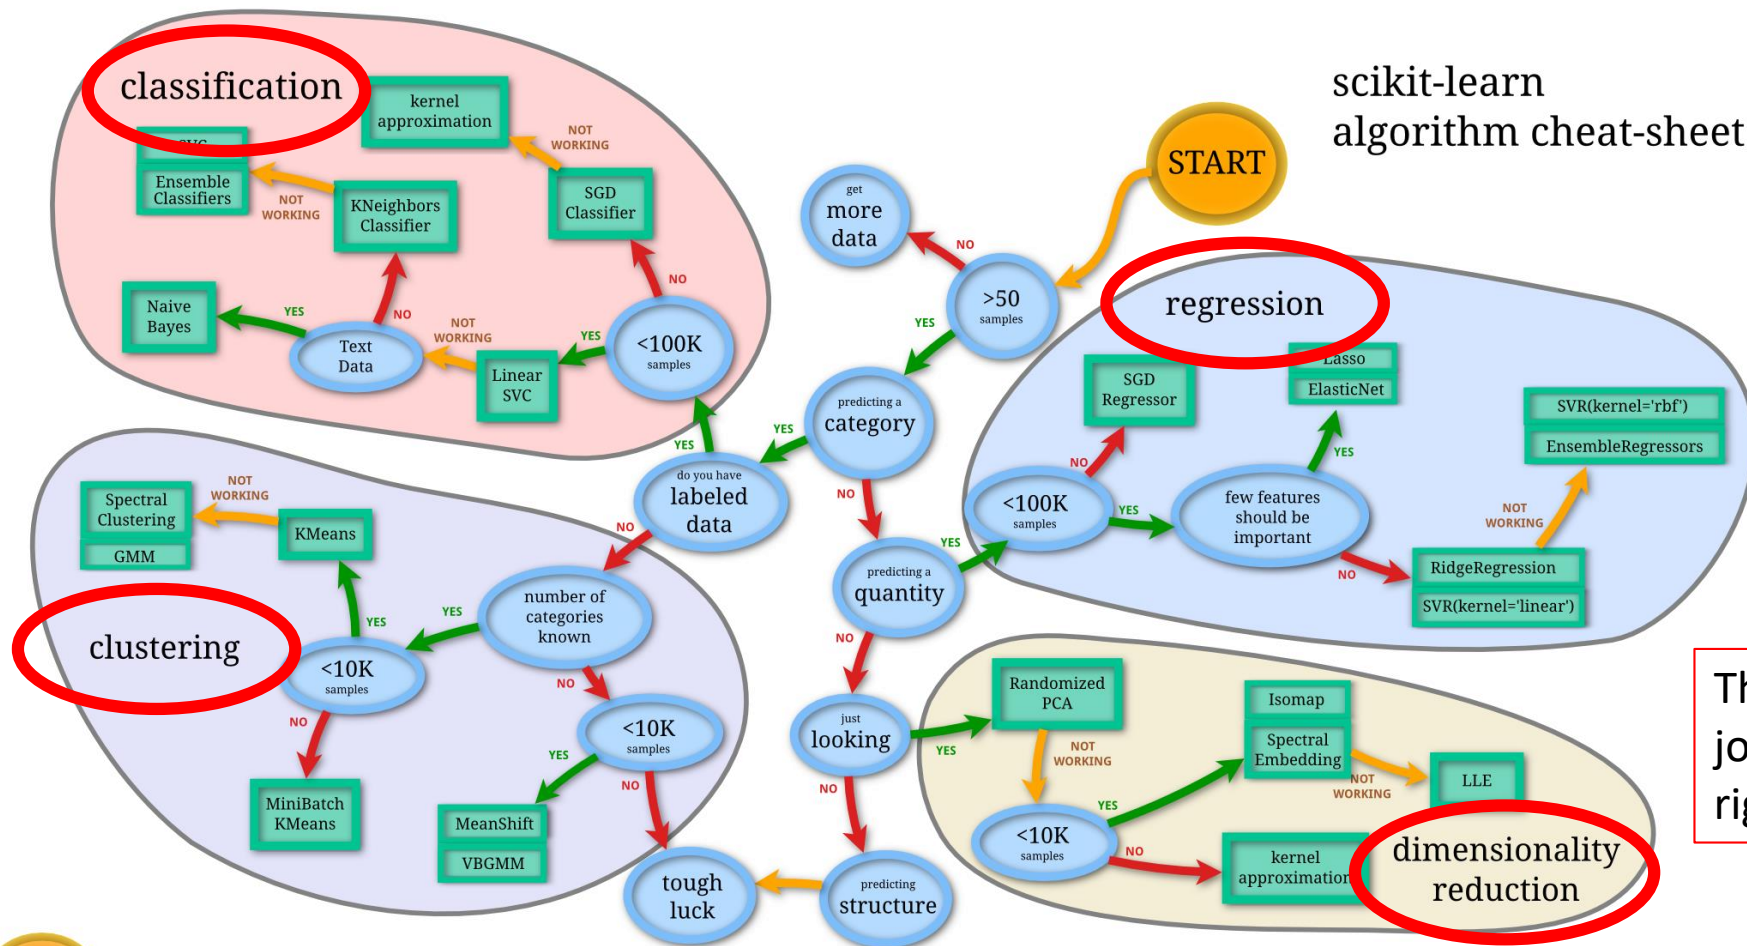 scikit-learn
algorithm cheat-sheet
START
classification
kernel
approximation
NOT
WORKING
SVC
Ensemble
Classifiers
NOT
WORKING
KNeighbors
Classifier
SGD
Classifier
NO
Naive
Bayes
YES
NO
Text
Data
NOT
WORKING
Linear
SVC
YES
<100K
samples
get
more
data
NO
>50
samples
YES
predicting a
category
YES
NO
YES
do you have
labeled
data
NO
regression
SGD
Regressor
Lasso
ElasticNet
SVR(kernel='rbf')
EnsembleRegressors
NO
YES
<100K
samples
YES
few features
should be
important
NOT
WORKING
NO
RidgeRegression
SVR(kernel='linear')
YES
predicting a
quantity
NO
Spectral
Clustering
GMM
NOT
WORKING
KMeans
number of
categories
known
YES
YES
clustering
<10K
samples
NO
NO
<10K
samples
YES
NO
MiniBatch
KMeans
MeanShift
VBGMM
just
looking
YES
NO
Randomized
PCA
NOT
WORKING
Isomap
Spectral
Embedding
NOT
WORKING
LLE
YES
<10K
samples
NO
kernel
approximation
dimensionality
reduction
tough
luck
predicting
structure